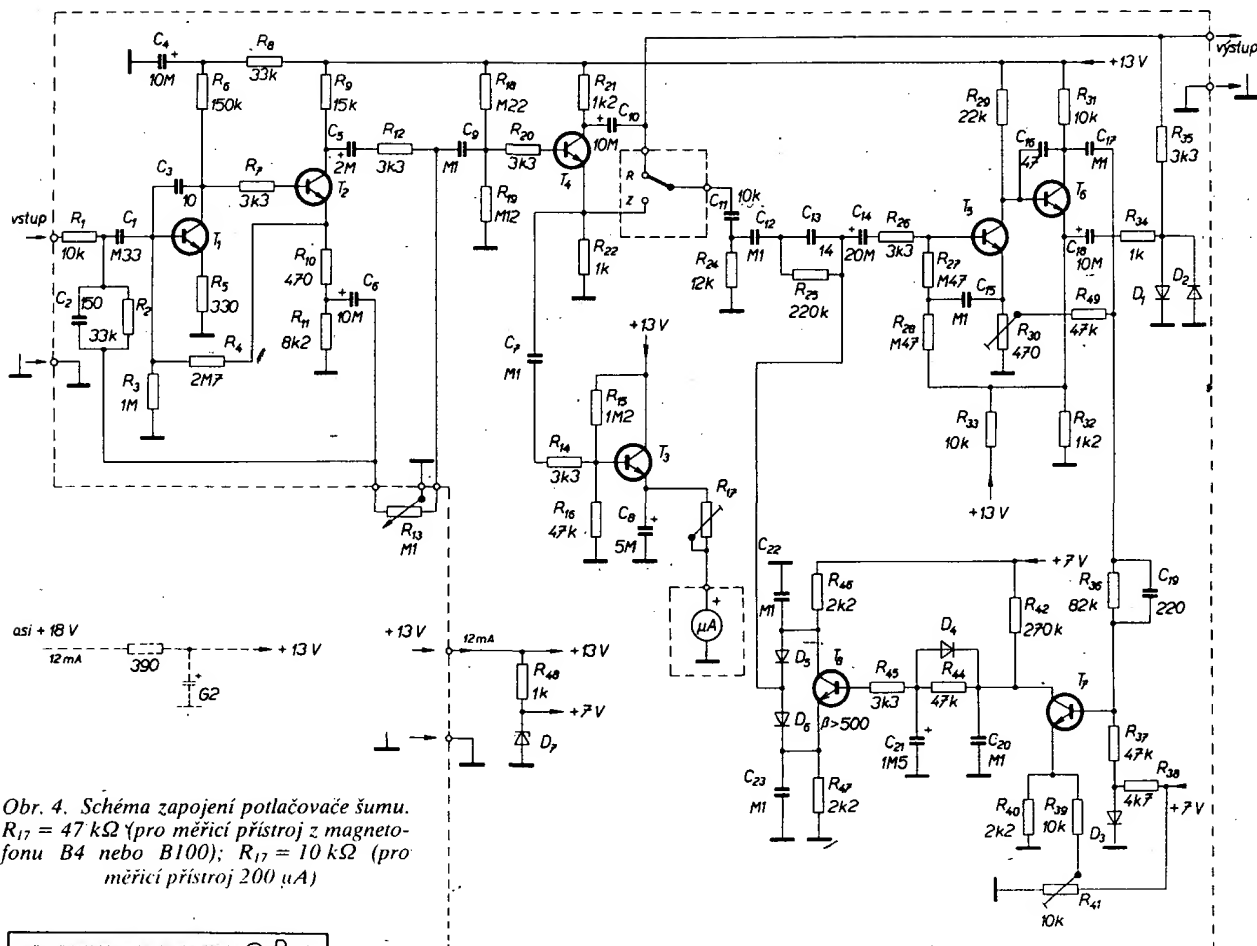 C4
10M
R8
33k
R6
150k
R9
15k
C5
2M
R12
3k3
C9
M1
R18
M22
R20
3k3
R19
M12
R21
1k2
C10
10M
T4
R22
1k
R
Z
C11
10k
R24
12k
C12
M1
C13
14
R25
220k
C14
20M
R26
3k3
R27
M47
R28
M47
C15
M1
T5
R29
22k
R30
470
C16
47
R31
10k
C17
M1
T6
C18
10M
R34
1k
R49
47k
R35
3k3
D1
D2
R33
10k
+13 V
R32
1k2
+13 V
výstup
vstup
R1
10k
C1
M33
C2
150
R2
33k
C3
10
R7
3k3
T1
T2
R5
330
R10
470
R11
8k2
C6
10M
R3
1M
R4
2M7
R13
M1
C7
M1
R14
3k3
R15
1M2
+13 V
T3
R16
47k
C8
5M
R17
µA
C22
M1
R46
2k2
+7 V
R42
270k
R36
82k
C19
220
D5
D6
T8
β>500
R45
3k3
D4
R44
47k
C21
1M5
C20
M1
T7
R37
47k
R38
4k7
+7 V
C23
M1
R47
2k2
R40
2k2
R39
10k
D3
R41
10k
asi +18 V
12mA
390
G2
+13 V
+13 V
12mA
+13 V
R48
1k
+7 V
D7
Obr. 4. Schéma zapojení potlačovače šumu.
R17 = 47 kΩ (pro měřicí přístroj z magneto-
fonu B4 nebo B100); R17 = 10 kΩ (pro
měřicí přístroj 200 µA)